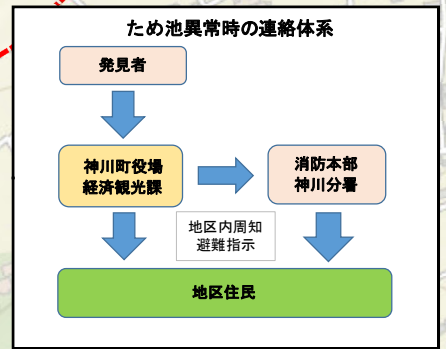 ため池異常時の連絡体系
発見者
神川町役場
経済観光課
消防本部
神川分署
地区内周知
避難指示
地区住民